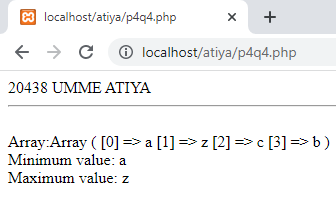 localhost/atiya/p4q4.php
localhost/atiya/p4q4.php
20438 UMME ATIYA
Array:Array ( [0] => a [1] => z [2] => c [3] => b )
Minimum value: a
Maximum value: z